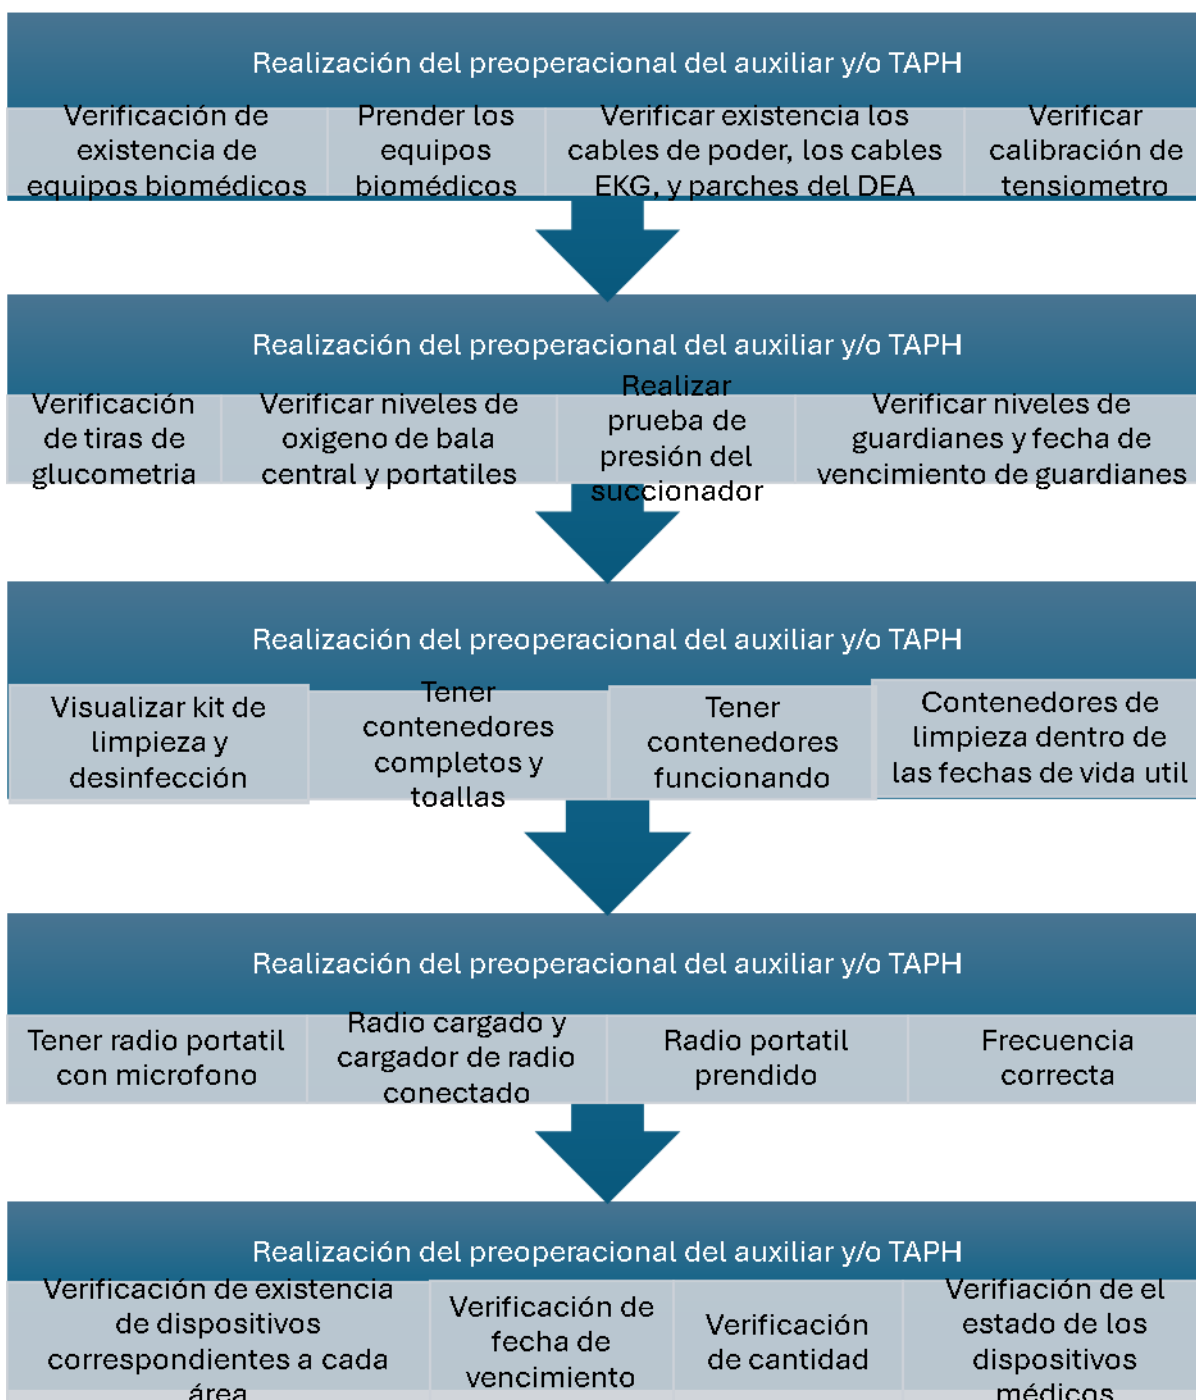 Realización del preoperacional del auxiliar y/o TAPH
Verificación de
existencia de
equipos biomédicos
Prender los
equipos
biomédicos
Verificar existencia los
cables de poder, los cables
EKG, y parches del DEA
Verificar
calibración de
tensiometro
Realización del preoperacional del auxiliar y/o TAPH
Verificación
de tiras de
glucometria
Verificar niveles de
oxigeno de bala
central y portatiles
Realizar
prueba de
presión del
succionador
Verificar niveles de
guardianes y fecha de
vencimiento de guardianes
Realización del preoperacional del auxiliar y/o TAPH
Visualizar kit de
limpieza y
desinfección
Tener
contenedores
completos y
toallas
Tener
contenedores
funcionando
Contenedores de
limpieza dentro de
las fechas de vida util
Realización del preoperacional del auxiliar y/o TAPH
Tener radio portatil
con microfono
Radio cargado y
cargador de radio
conectado
Radio portatil
prendido
Frecuencia
correcta
Realización del preoperacional del auxiliar y/o TAPH
Verificación de existencia
de dispositivos
correspondientes a cada
área
Verificación de
fecha de
vencimiento
Verificación
de cantidad
Verifiación de el
estado de los
dispositivos
médicos